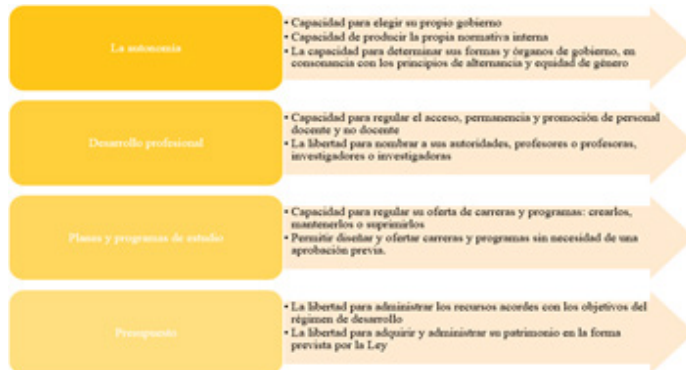 La autonomía
• Capacidad para elegir su propio gobierno
• Capacidad de producir la propia normativa interna
• La capacidad para determinar sus formas y órganos de gobierno, en
consonancia con los principios de alternancia y equidad de género
Desarrollo profesional
• Capacidad para regular el acceso, permanencia y promoción de personal
docente y no docente
• La libertad para nombrar a sus autoridades, profesores o profesoras,
investigadores o investigadoras
Planes y programas de estudio
• Capacidad para regular su oferta de carreras y programas: crearlos,
mantenerlos o suprimirlos
• Permitir diseñar y ofertar carreras y programas sin necesidad de una
aprobación previa.
Presupuesto
• La libertad para administrar los recursos acordes con los objetivos del
régimen de desarrollo
• La libertad para adquirir y administrar su patrimonio en la forma
prevista por la Ley